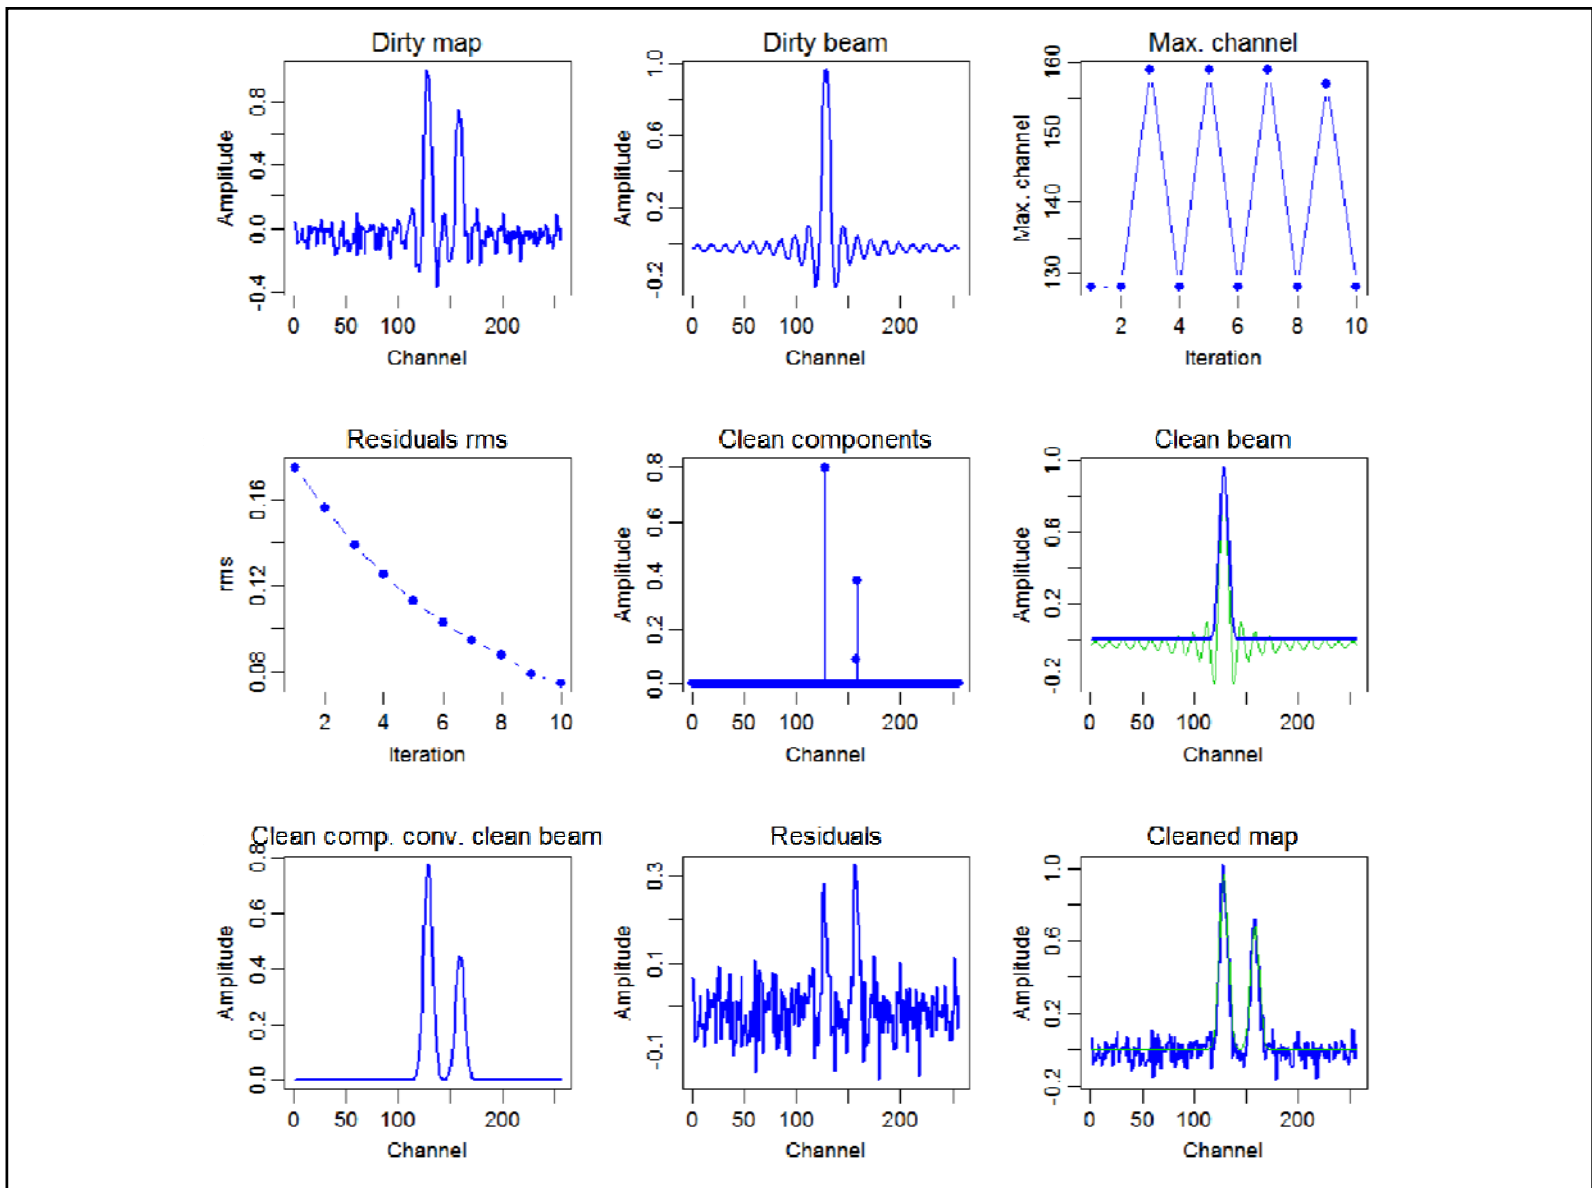 Dirty map
Dirty beam
Max. channel
Amplitude
-0.4 0.0 0.4 0.8
0 50 100 200
Channel
Amplitude
-0.2 0.2 0.6 1.0
0 50 100 200
Channel
Max. channel
130 140 150 160
2 4 6 8 10
Iteration
Residuals rms
Clean components
Clean beam
rms
0.08 0.12 0.16
2 4 6 8 10
Iteration
Amplitude
0.0 0.2 0.4 0.6 0.8
0 50 100 200
Channel
Amplitude
-0.2 0.2 0.6 1.0
0 50 100 200
Channel
Clean comp. conv. clean beam
Residuals
Cleaned map
Amplitude
0.0 0.2 0.4 0.6 0.8
0 50 100 200
Channel
Amplitude
-0.1 0.1 0.3
0 50 100 200
Channel
Amplitude
-0.2 0.2 0.6 1.0
0 50 100 200
Channel